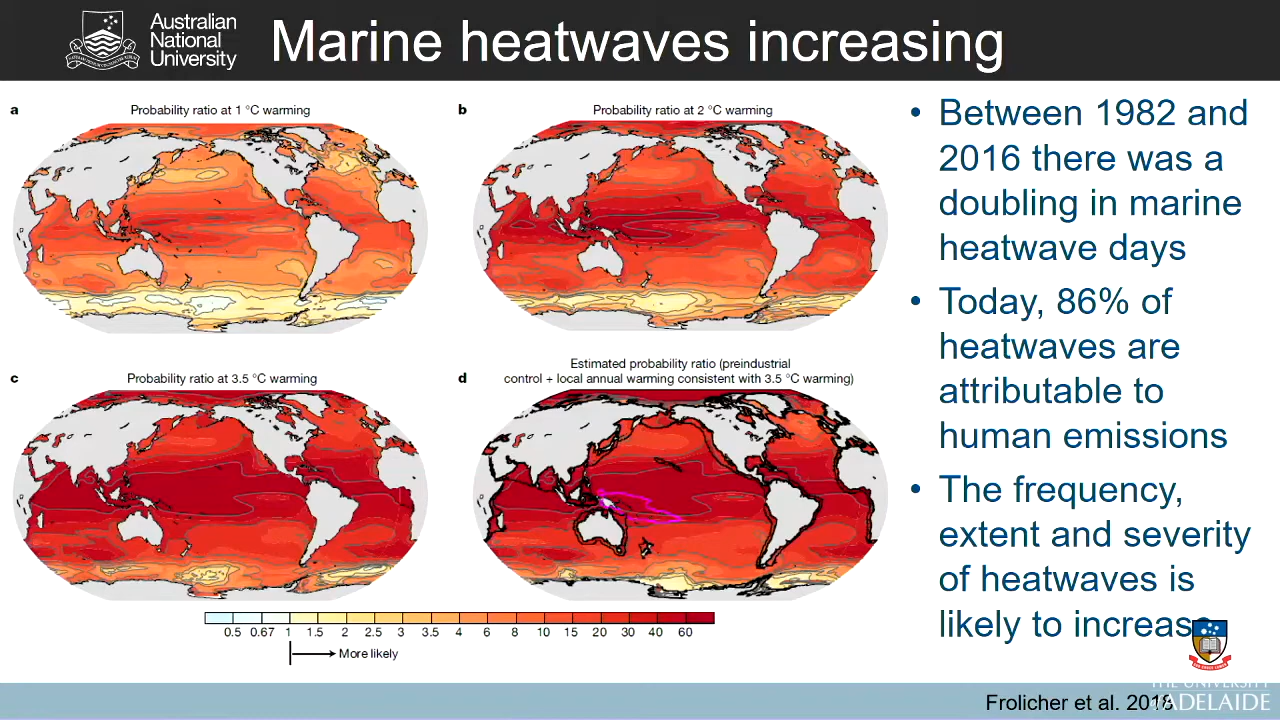 Australian
National
University
Marine heatwaves increasing
a
Probability ratio at 1 °C warming
b
Probability ratio at 2 °C warming
c
Probability ratio at 3.5 °C warming
d
Estimated probability ratio (preindustrial
control + local annual warming consistent with 3.5 °C warming)
0.5 0.67 1 1.5 2 2.5 3 3.5 4 6 8 10 15 20 30 40 60
More likely
• Between 1982 and
2016 there was a
doubling in marine
heatwave days
• Today, 86% of
heatwaves are
attributable to
human emissions
• The frequency,
extent and severity
of heatwaves is
likely to increase
Frolicher et al. 2018
THE UNIVERSITY
of ADELAIDE